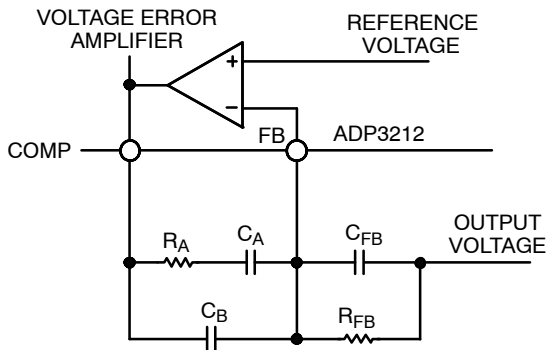 VOLTAGE ERROR
AMPLIFIER
REFERENCE
VOLTAGE
+
−
COMP
FB
ADP3212
RA
CA
CFB
OUTPUT
VOLTAGE
CB
RFB